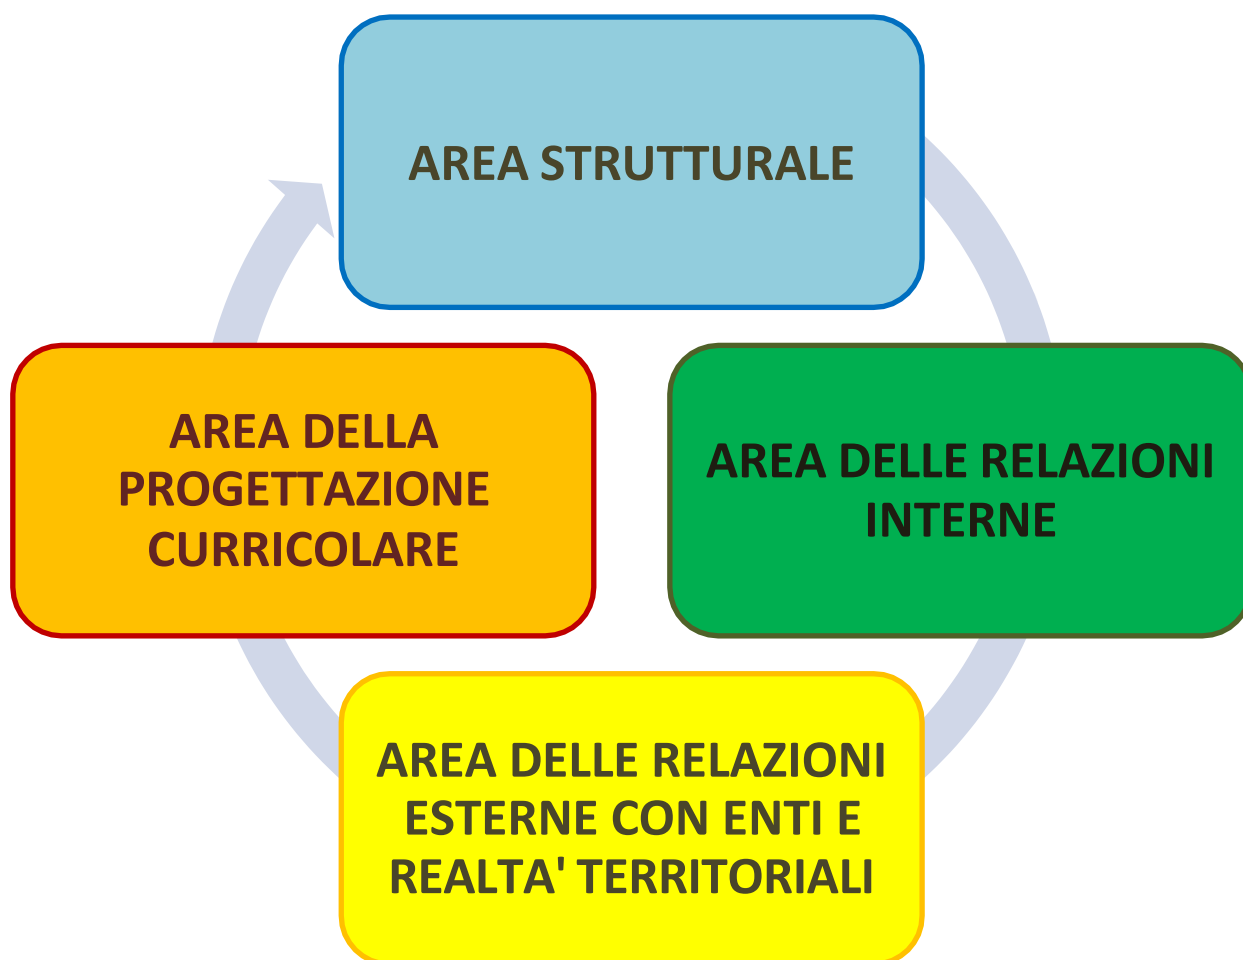 AREA STRUTTURALE
AREA DELLE RELAZIONI
INTERNE
AREA DELLE RELAZIONI
ESTERNE CON ENTI E
REALTA' TERRITORIALI
AREA DELLA
PROGETTAZIONE
CURRICOLARE